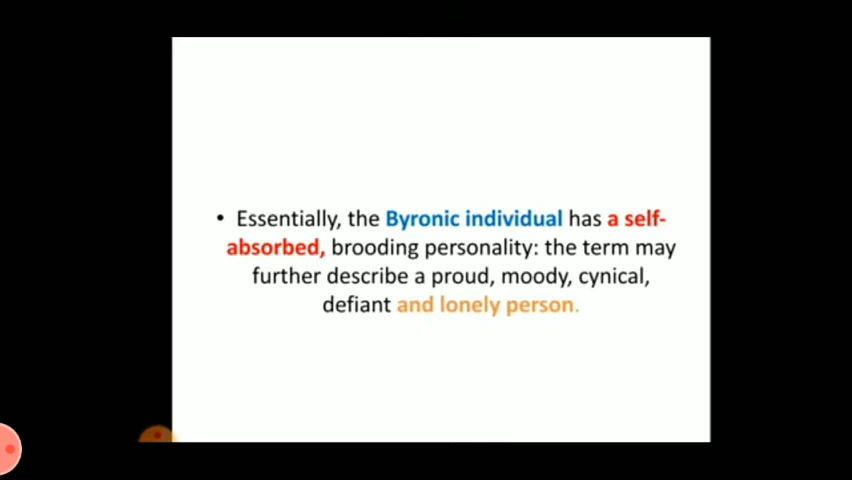 • Essentially, the Byronic individual has a self-
absorbed, brooding personality: the term may
further describe a proud, moody, cynical,
defiant and lonely person.